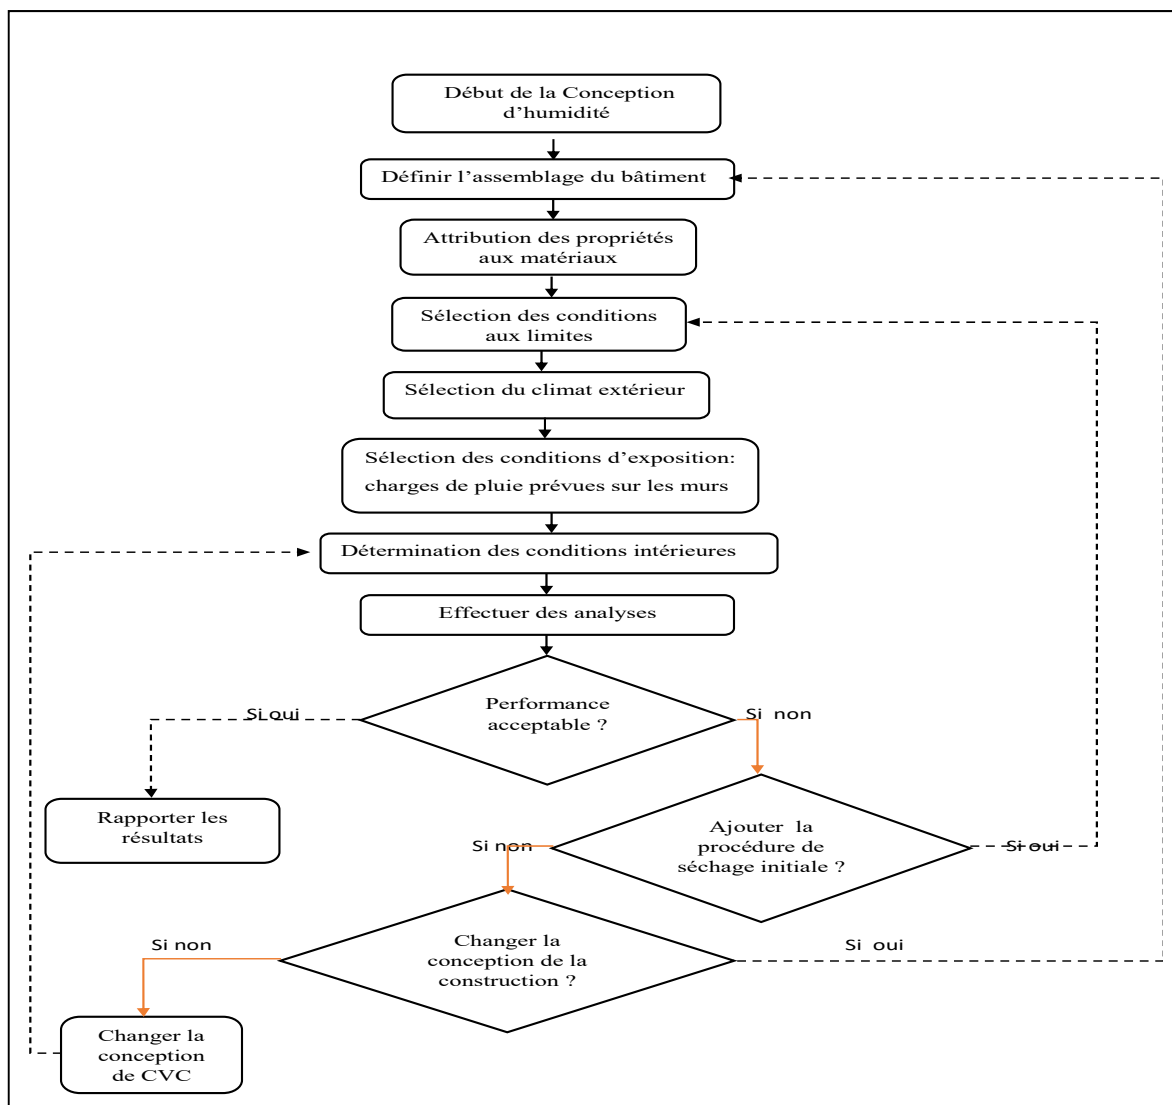 Début de la Conception
d’humidité
Définir l’assemblage du bâtiment
Attribution des propriétés
aux matériaux
Sélection des conditions
aux limites
Sélection du climat extérieur
Sélection des conditions d’exposition:
charges de pluie prévues sur les murs
Détermination des conditions intérieures
Effectuer des analyses
Performance
acceptable ?
Si oui
Si non
Rapporter les
résultats
Ajouter la
procédure de
séchage initiale ?
Si non
Si oui
Changer la
conception de la
construction ?
Si non
Si oui
Changer la
conception
de CVC